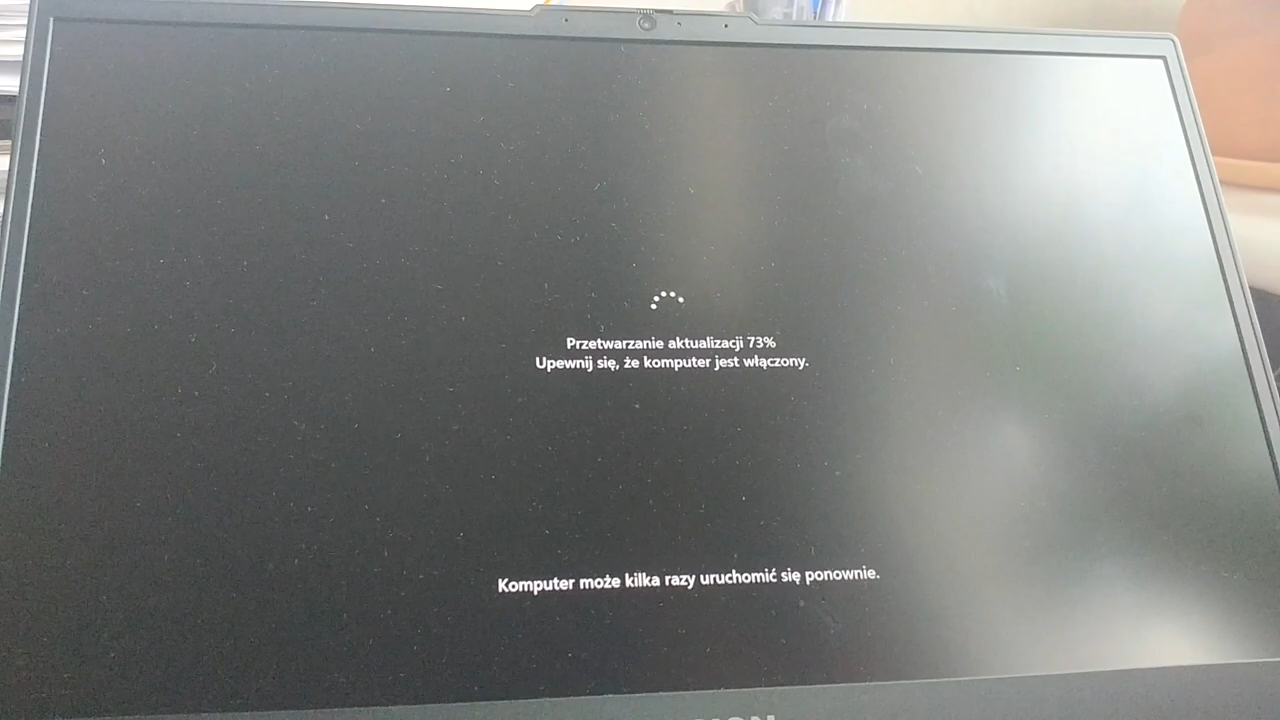 Przetwarzanie aktualizacji 73%
Upewnij się, że komputer jest włączony.
Komputer może kilka razy uruchomić się ponownie.